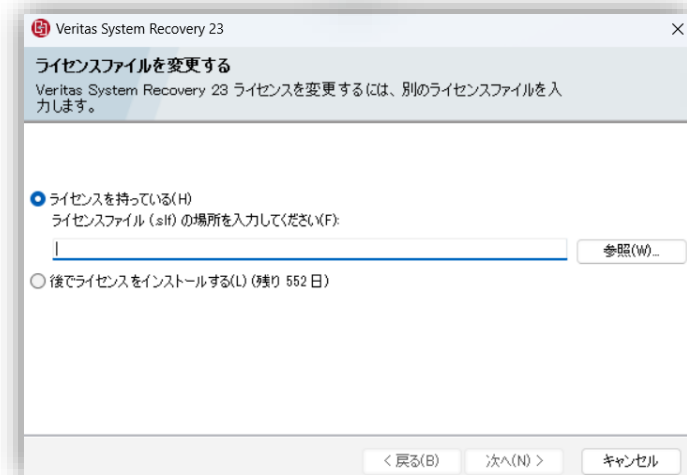 Veritas System Recovery 23
ライセンスファイルを変更する
Veritas System Recovery 23 ライセンスを変更するには、別のライセンスファイルを入
力します。
ライセンスを持っている(H)
ライセンスファイル (.slf) の場所を入力してください(F):
参照(W)...
後でライセンスをインストールする(L) (残り 552 日)
< 戻る(B)
次へ(N) >
キャンセル